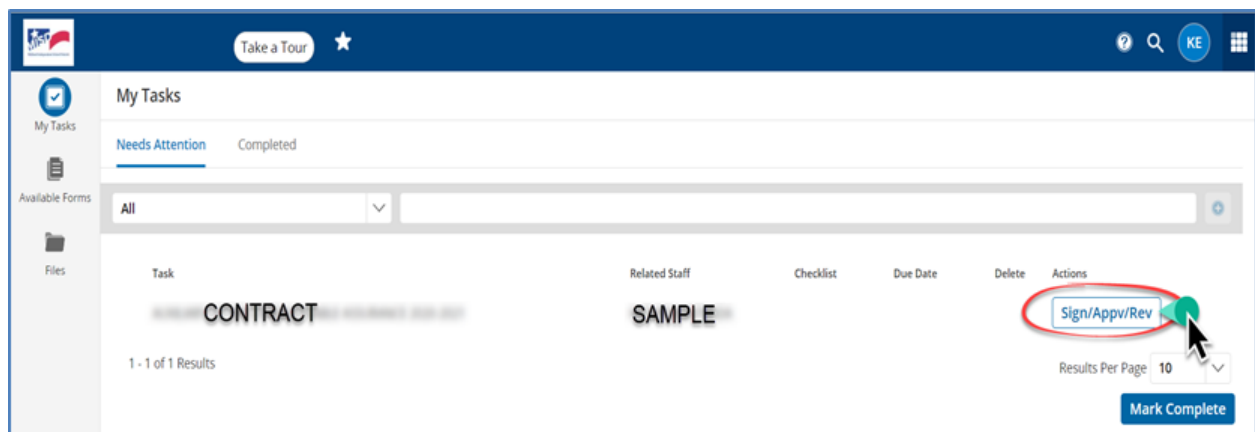 MISD
Take a Tour
KE
My Tasks
My Tasks
Needs Attention Completed
Available Forms
All
Files
Task Related Staff Checklist Due Date Delete Actions
CONTRACT SAMPLE Sign/Appv/Rev
1 - 1 of 1 Results
Results Per Page 10
Mark Complete